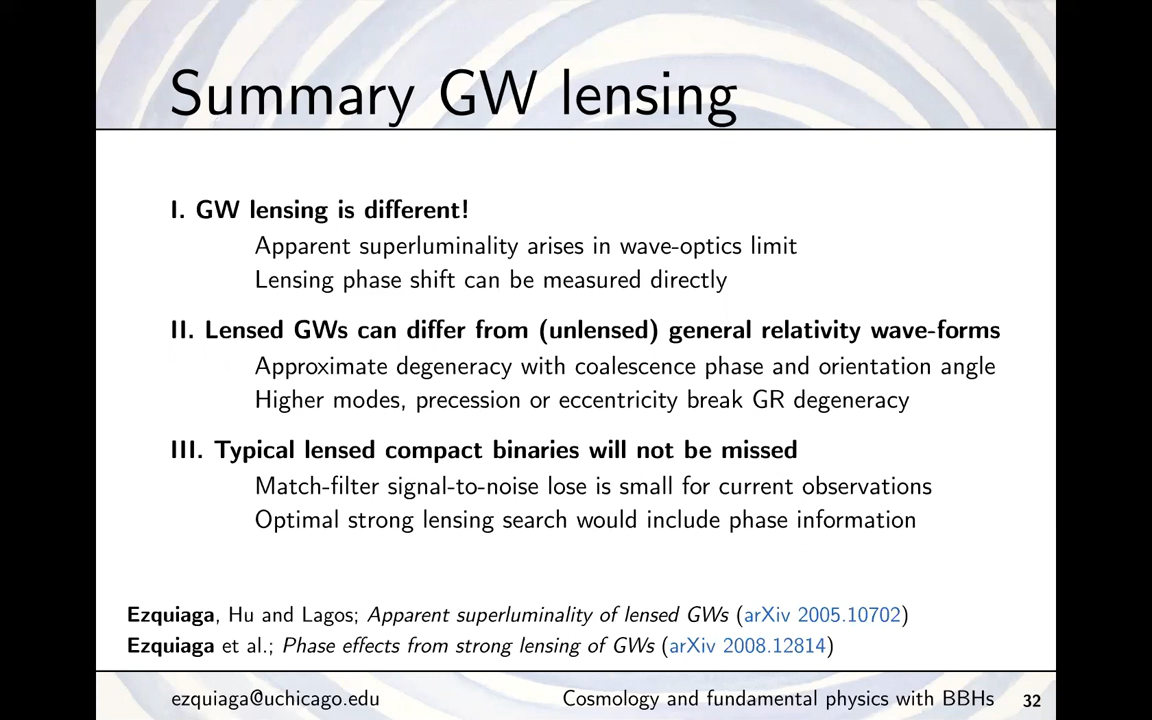 Summary GW lensing
I. GW lensing is different!
Apparent superluminality arises in wave-optics limit
Lensing phase shift can be measured directly
II. Lensed GWs can differ from (unlensed) general relativity wave-forms
Approximate degeneracy with coalescence phase and orientation angle
Higher modes, precession or eccentricity break GR degeneracy
III. Typical lensed compact binaries will not be missed
Match-filter signal-to-noise lose is small for current observations
Optimal strong lensing search would include phase information
Ezquiaga, Hu and Lagos; Apparent superluminality of lensed GWs (arXiv 2005.10702)
Ezquiaga et al.; Phase effects from strong lensing of GWs (arXiv 2008.12814)
ezquiaga@uchicago.edu Cosmology and fundamental physics with BBHs 32